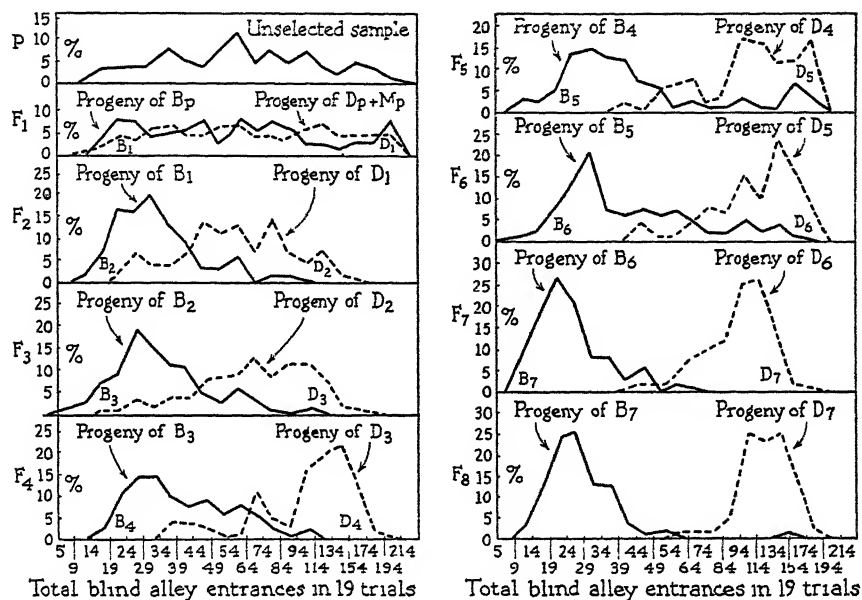 Unselected sample
P
15
10
5
0
%
Progeny of Bp
Dp+Mp
Progeny of
F1
10
5
0
%
B1
D1
Progeny of B1
Progeny of D1
F2
25
20
15
10
5
0
%
B2
D2
Progeny of B2
Progeny of D2
F3
25
20
15
10
5
0
%
B3
D3
Progeny of B3
Progeny of D3
F4
25
20
15
10
5
0
%
B4
D4
5 14 24 34 44 54 74 94 134 174 214
9 19 29 39 49 64 84 114 154 194
Total blind alley entrances in 19 trials
Progeny of B4
Progeny of D4
F5
20
15
10
5
0
%
B5
D5
Progeny of B5
Progeny of D5
F6
25
20
15
10
5
0
%
B6
D6
Progeny of B6
Progeny of D6
F7
30
25
20
15
10
5
0
%
B7
D7
Progeny of B7
Progeny of D7
F8
30
25
20
15
10
5
0
%
5 14 24 34 44 54 74 94 134 174 214
9 19 29 39 49 64 84 114 154 194
Total blind alley entrances in 19 trials